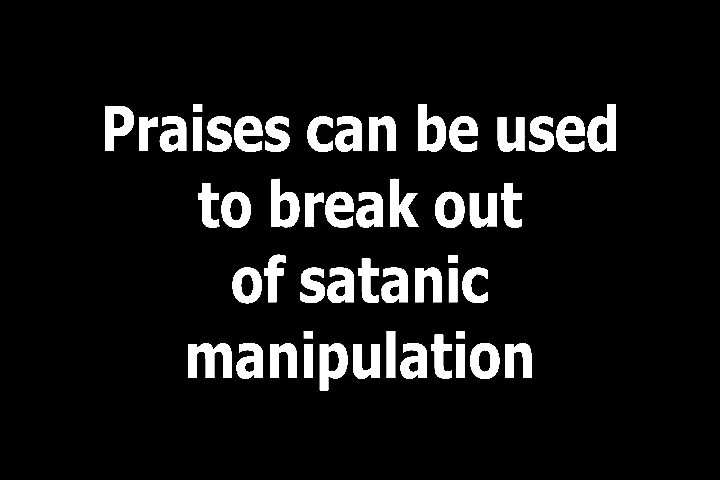 Praises can be used
to break out
of satanic
manipulation